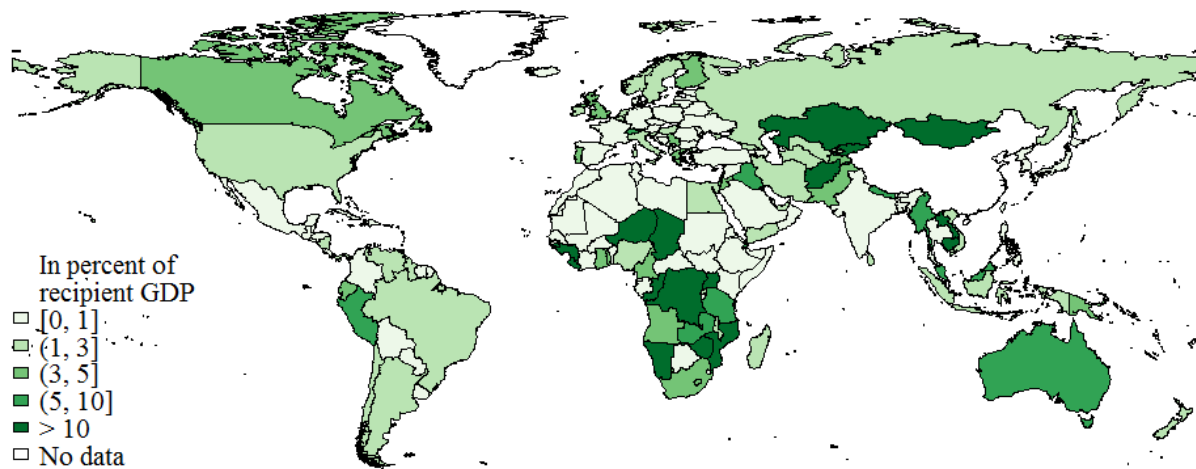 In percent of
recipient GDP
[0, 1]
(1, 3]
(3, 5]
(5, 10]
> 10
No data